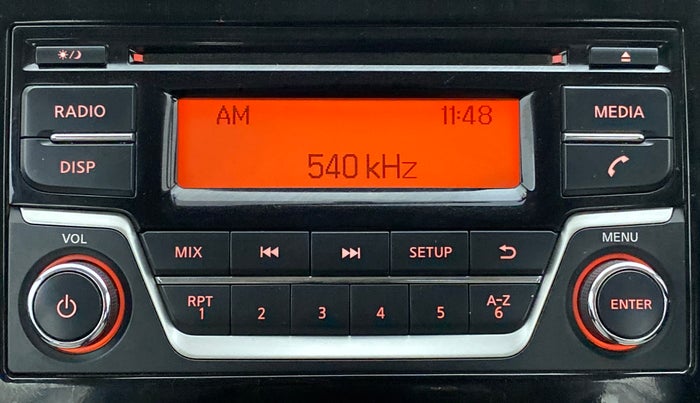 RADIO
MEDIA
AM 11:48
540 kHz
DISP
VOL
MENU
MIX
SETUP
RPT
1
2
3
4
5
A-Z
6
ENTER